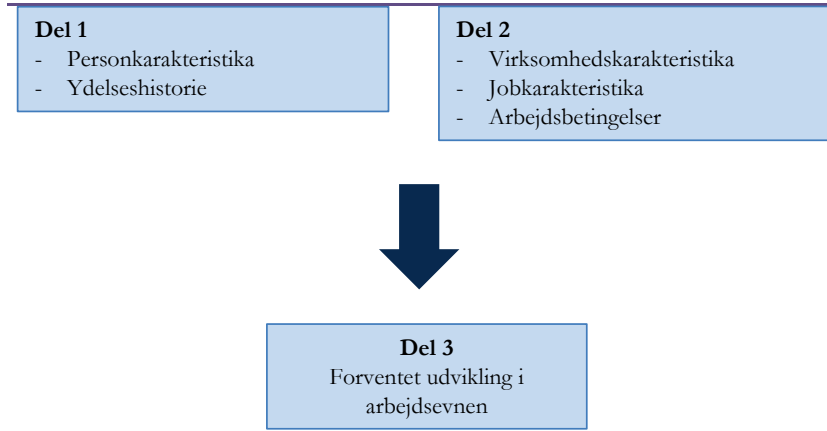 Del 1
- Personkarakteristika
- Ydelseshistorie
Del 2
- Virksomhedskarakteristika
- Jobkarakteristika
- Arbejdsbetingelser
Del 3
Forventet udvikling i
arbejdsevnen